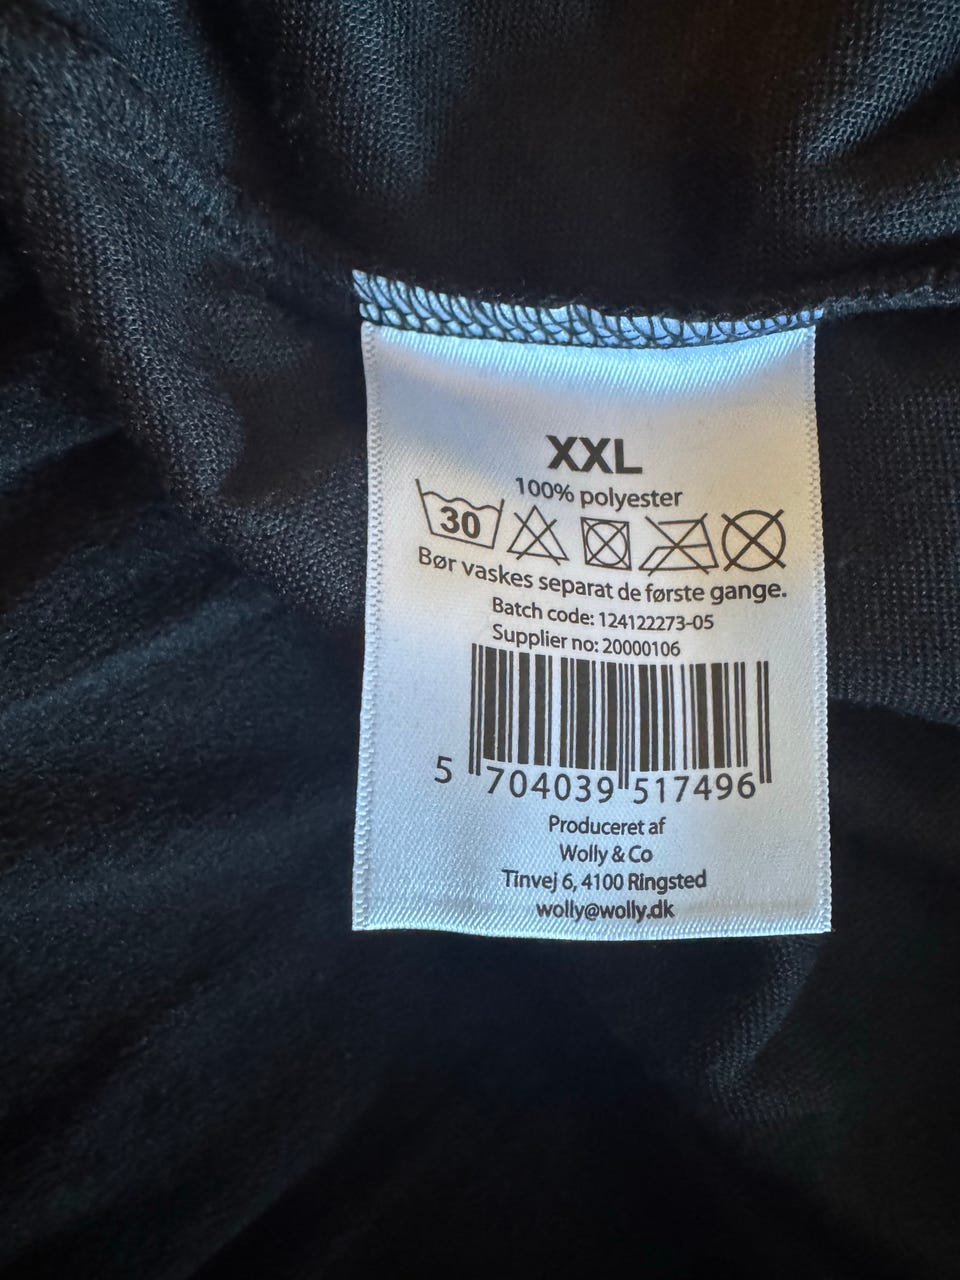 XXL
100% polyester
30
Bør vaskes separat de første gange.
Batch code: 124122273-05
Supplier no: 20000106
5 704039 517496
Produceret af
Wolly & Co
Tinvej 6, 4100 Ringsted
wolly@wolly.dk